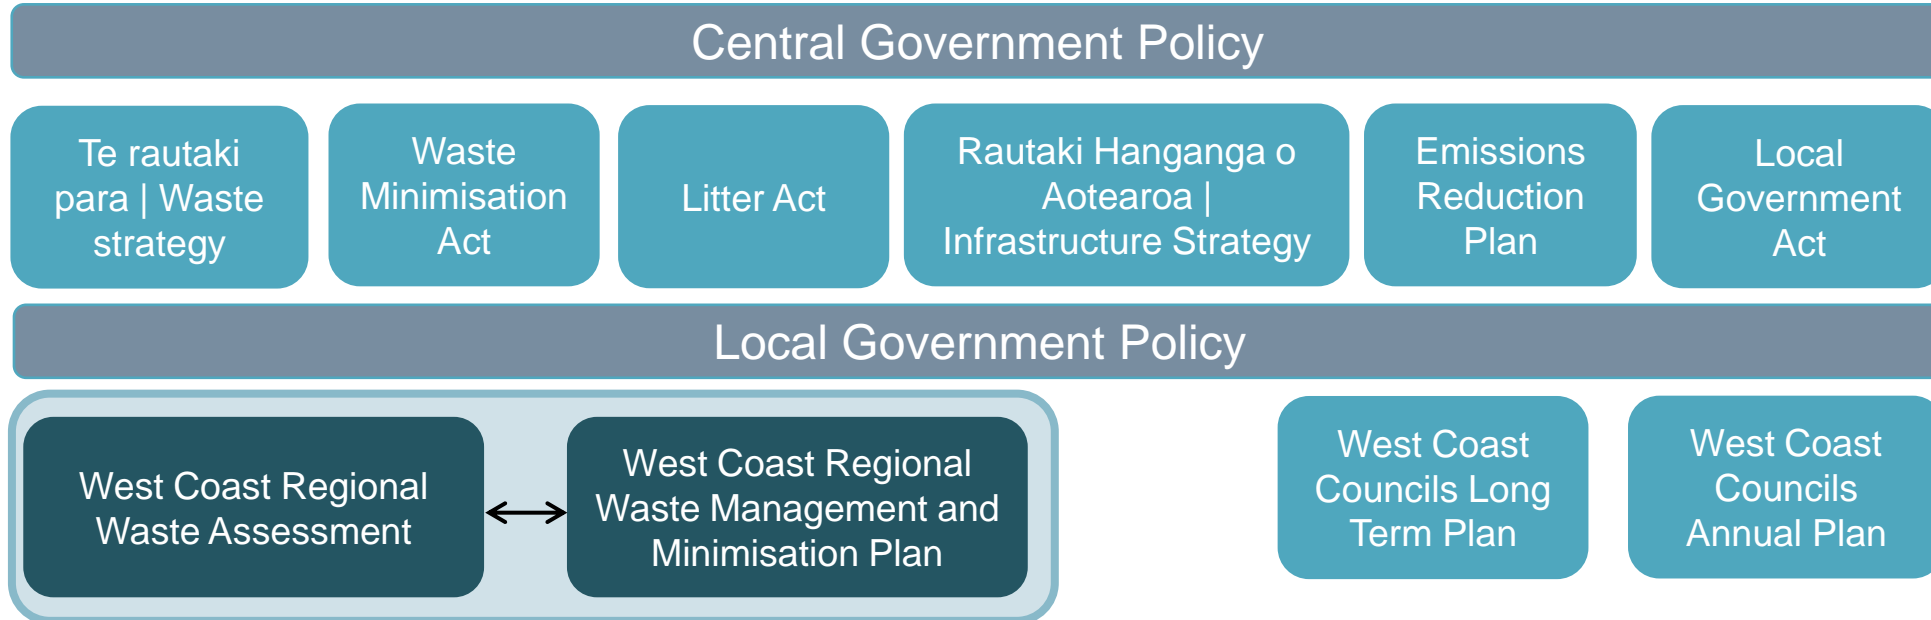 Central Government Policy
Te rautaki
para | Waste
strategy
Waste
Minimisation
Act
Litter Act
Rautaki Hanganga o
Aotearoa |
Infrastructure Strategy
Emissions
Reduction
Plan
Local
Government
Act
Local Government Policy
West Coast Regional
Waste Assessment
West Coast Regional
Waste Management and
Minimisation Plan
West Coast
Councils Long
Term Plan
West Coast
Councils
Annual Plan